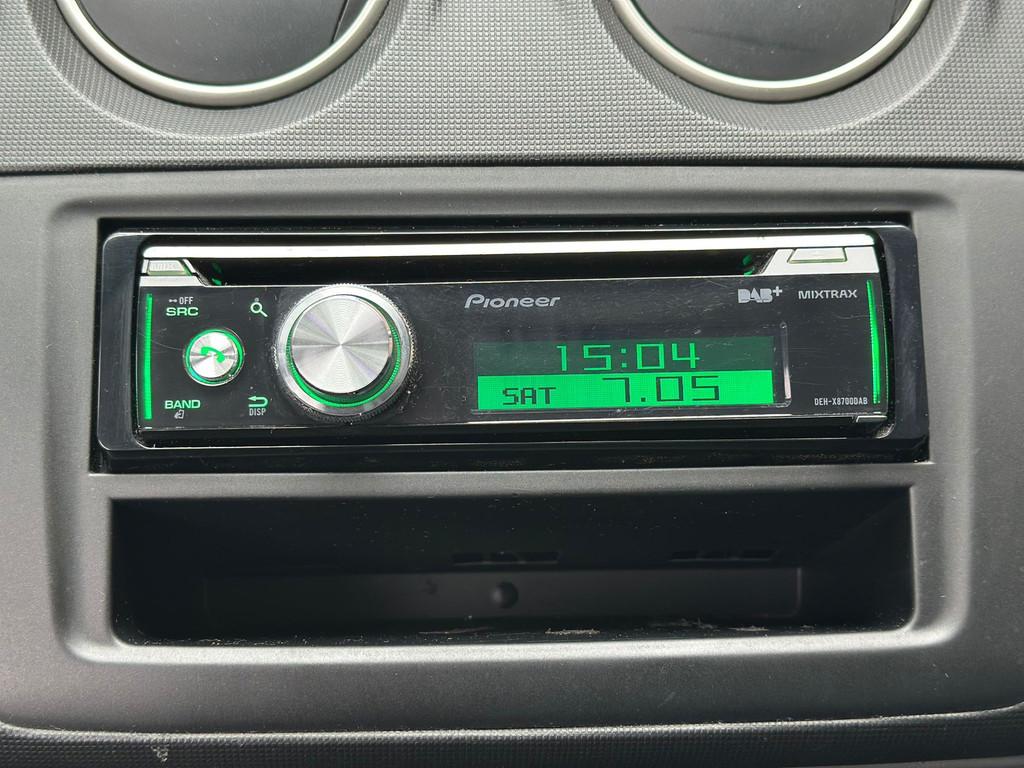 OFF
SRC
Pioneer
DAB+
MIXTRAX
15:04
SAT 7.05
BAND
DISP
DEH-X8700DAB